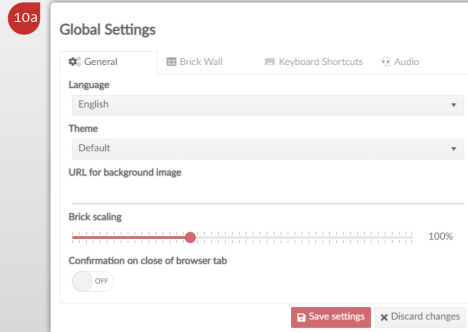 10a
Global Settings
General
Brick Wall
Keyboard Shortcuts
Audio
Language
English
Theme
Default
URL for background image
Brick scaling
100%
Confirmation on close of browser tab
OFF
Save settings
Discard changes